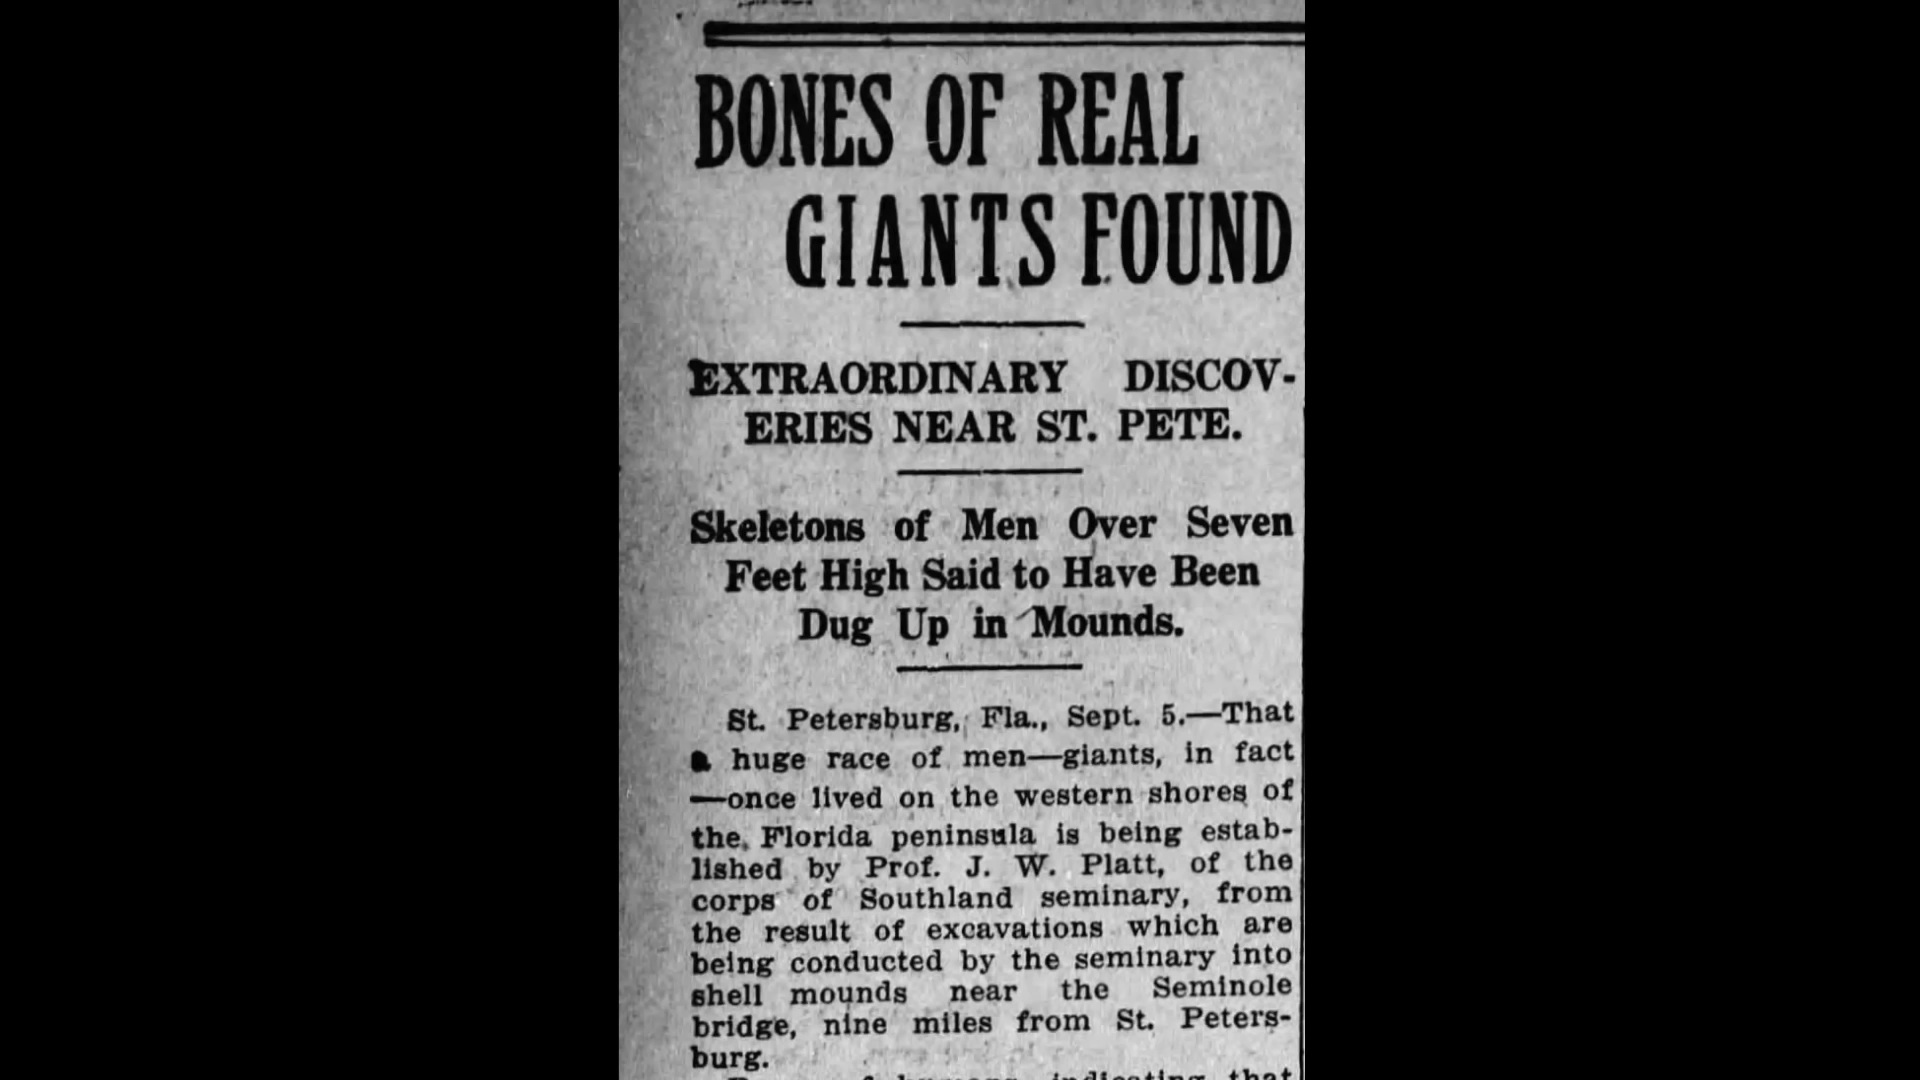 BONES OF REAL
GIANTS FOUND
EXTRAORDINARY DISCOV-
ERIES NEAR ST. PETE.
Skeletons of Men Over Seven
Feet High Said to Have Been
Dug Up in Mounds.
St. Petersburg, Fla., Sept. 5.—That
a huge race of men—giants, in fact
—once lived on the western shores of
the Florida peninsula is being estab-
lished by Prof. J. W. Platt, of the
corps of Southland seminary, from
the result of excavations which are
being conducted by the seminary into
shell mounds near the Seminole
bridge, nine miles from St. Peters-
burg.
indicating that